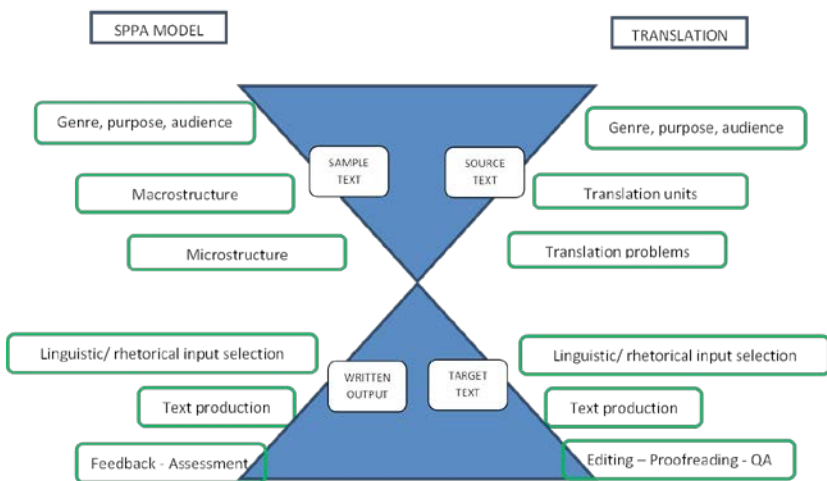 SPPA MODEL
TRANSLATION
Genre, purpose, audience
Genre, purpose, audience
SAMPLE
TEXT
SOURCE
TEXT
Macrostructure
Translation units
Microstructure
Translation problems
Linguistic/ rhetorical input selection
Linguistic/ rhetorical input selection
WRITTEN
OUTPUT
TARGET
TEXT
Text production
Text production
Feedback - Assessment
Editing – Proofreading - QA